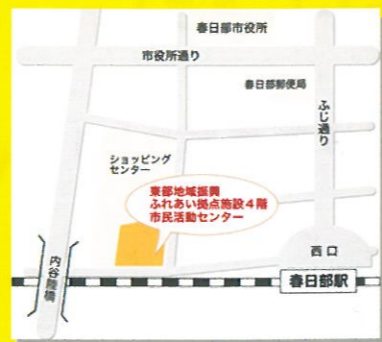 春日部市役所
市役所通り
春日部郵便局
ふじ通り
ショッピング
センター
東部地域振興
ふれあい拠点施設4階
市民活動センター
西口
内谷陸橋
春日部駅